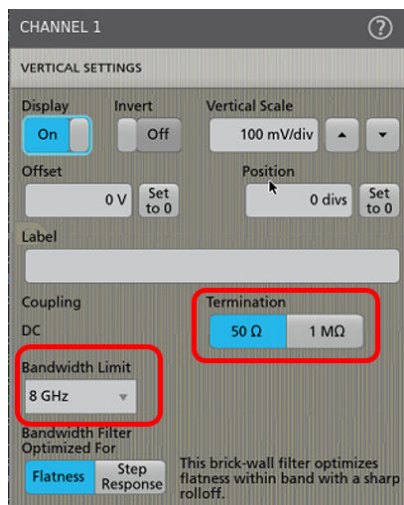 CHANNEL 1
?
VERTICAL SETTINGS
Display Invert Vertical Scale
On Off 100 mV/div
Offset Position
0 V Set to 0 0 divs Set to 0
Label
Coupling Termination
DC 50 Ω 1 MΩ
Bandwidth Limit
8 GHz
Bandwidth Filter
Optimized For
Flatness Step Response
This brick-wall filter optimizes
flatness within band with a sharp
rolloff.